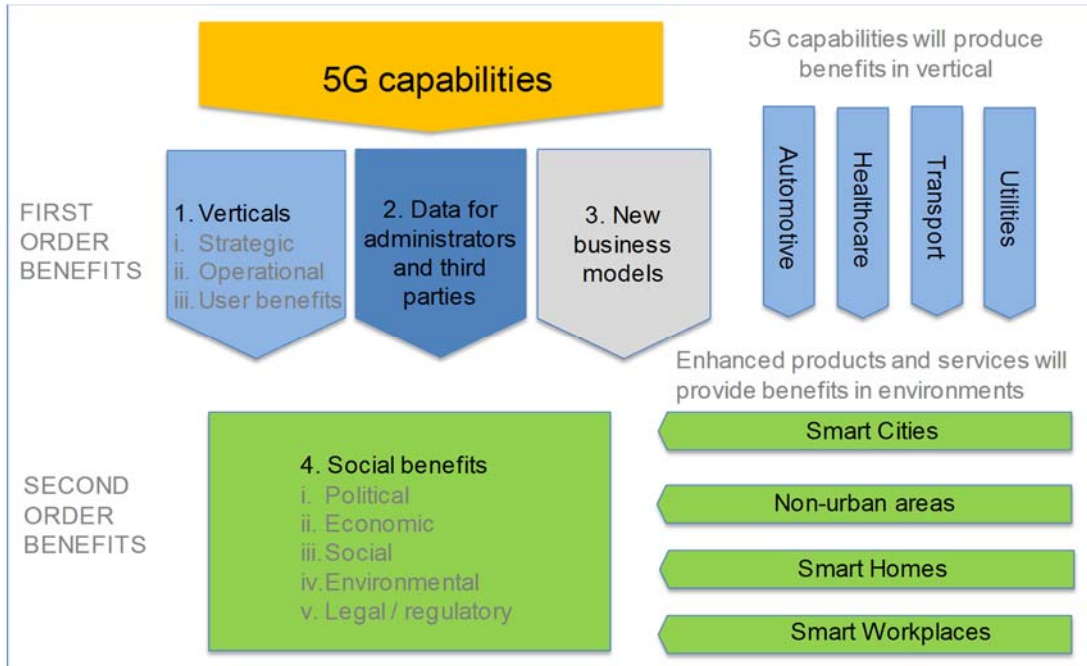 5G capabilities
5G capabilities will produce
benefits in vertical
FIRST
ORDER
BENEFITS
1. Verticals
i. Strategic
ii. Operational
iii. User benefits
2. Data for
administrators
and third
parties
3. New
business
models
Automotive
Healthcare
Transport
Utilities
Enhanced products and services will
provide benefits in environments
SECOND
ORDER
BENEFITS
4. Social benefits
i. Political
ii. Economic
iii. Social
iv. Environmental
v. Legal / regulatory
Smart Cities
Non-urban areas
Smart Homes
Smart Workplaces